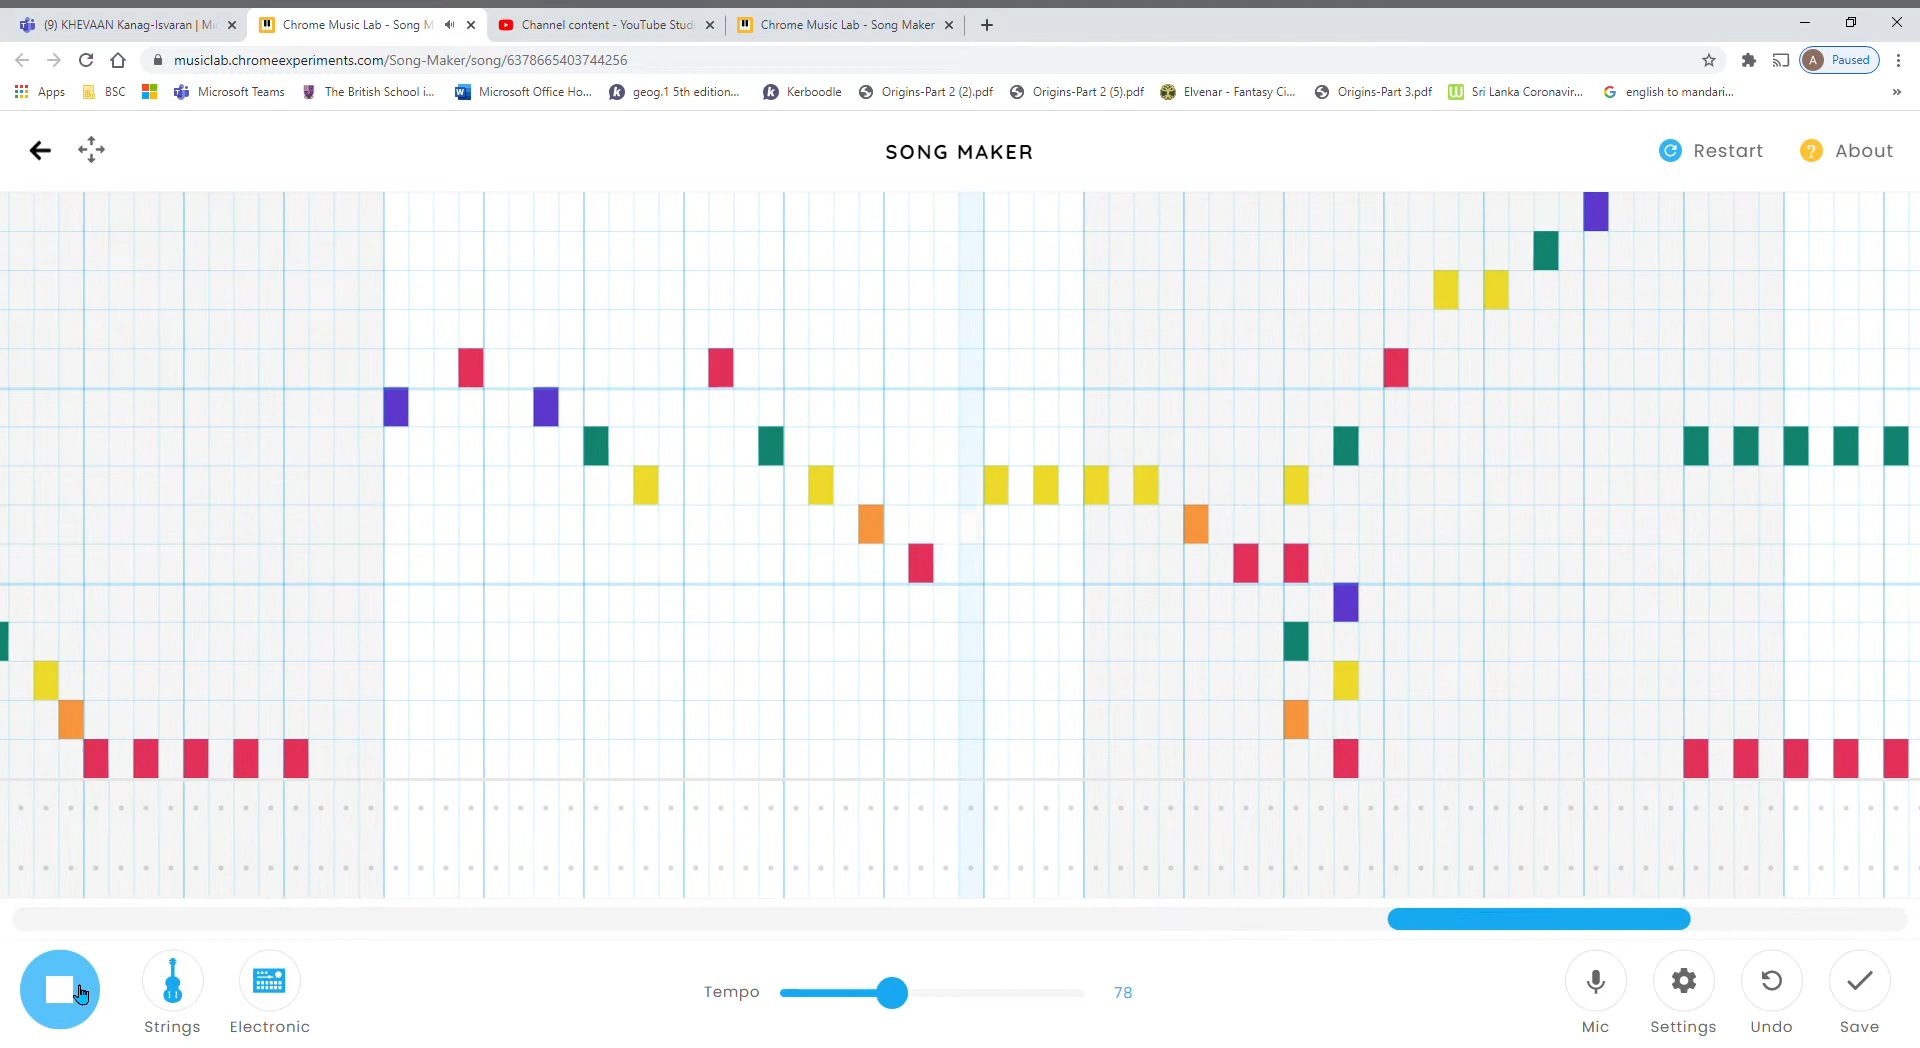 (9) KHEVAAN Kanag-Isvaran | Mic
Chrome Music Lab - Song M
Channel content - YouTube Stud
Chrome Music Lab - Song Maker
musiclab.chromeexperiments.com/Song-Maker/song/6378665403744256
A Paused
Apps BSC Microsoft Teams The British School i... Microsoft Office Ho... geog.1 5th edition... Kerboodle Origins-Part 2 (2).pdf Origins-Part 2 (5).pdf Elvenar - Fantasy Ci... Origins-Part 3.pdf Sri Lanka Coronavir... english to mandari... »
SONG MAKER
Restart
? About
Tempo 78
Strings Electronic
Mic Settings Undo Save